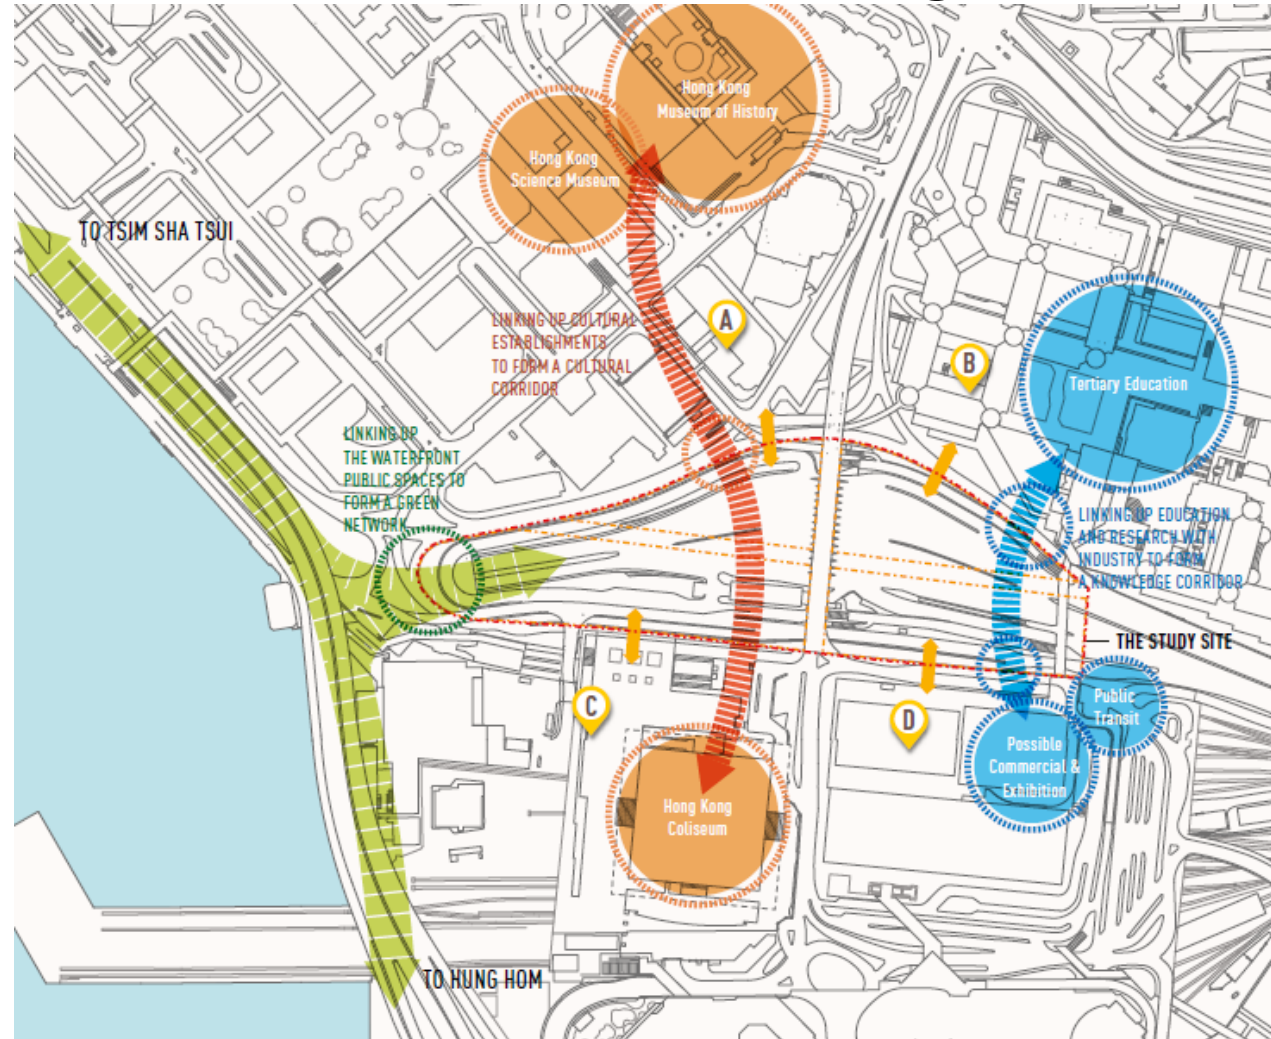 Hong Kong
Museum of History
Hong Kong
Science Museum
TO TSIM SHA TSUI
A
LINKING UP CULTURAL
ESTABLISHMENTS
TO FORM A CULTURAL
CORRIDOR
B
Tertiary Education
LINKING UP
THE WATERFRONT
PUBLIC SPACES TO
FORM A GREEN
NETWORK
LINKING UP EDUCATION
AND RESEARCH WITH
INDUSTRY TO FORM
A KNOWLEDGE CORRIDOR
THE STUDY SITE
Public
Transit
C
D
Possible
Commercial &
Exhibition
Hong Kong
Coliseum
TO HUNG HOM